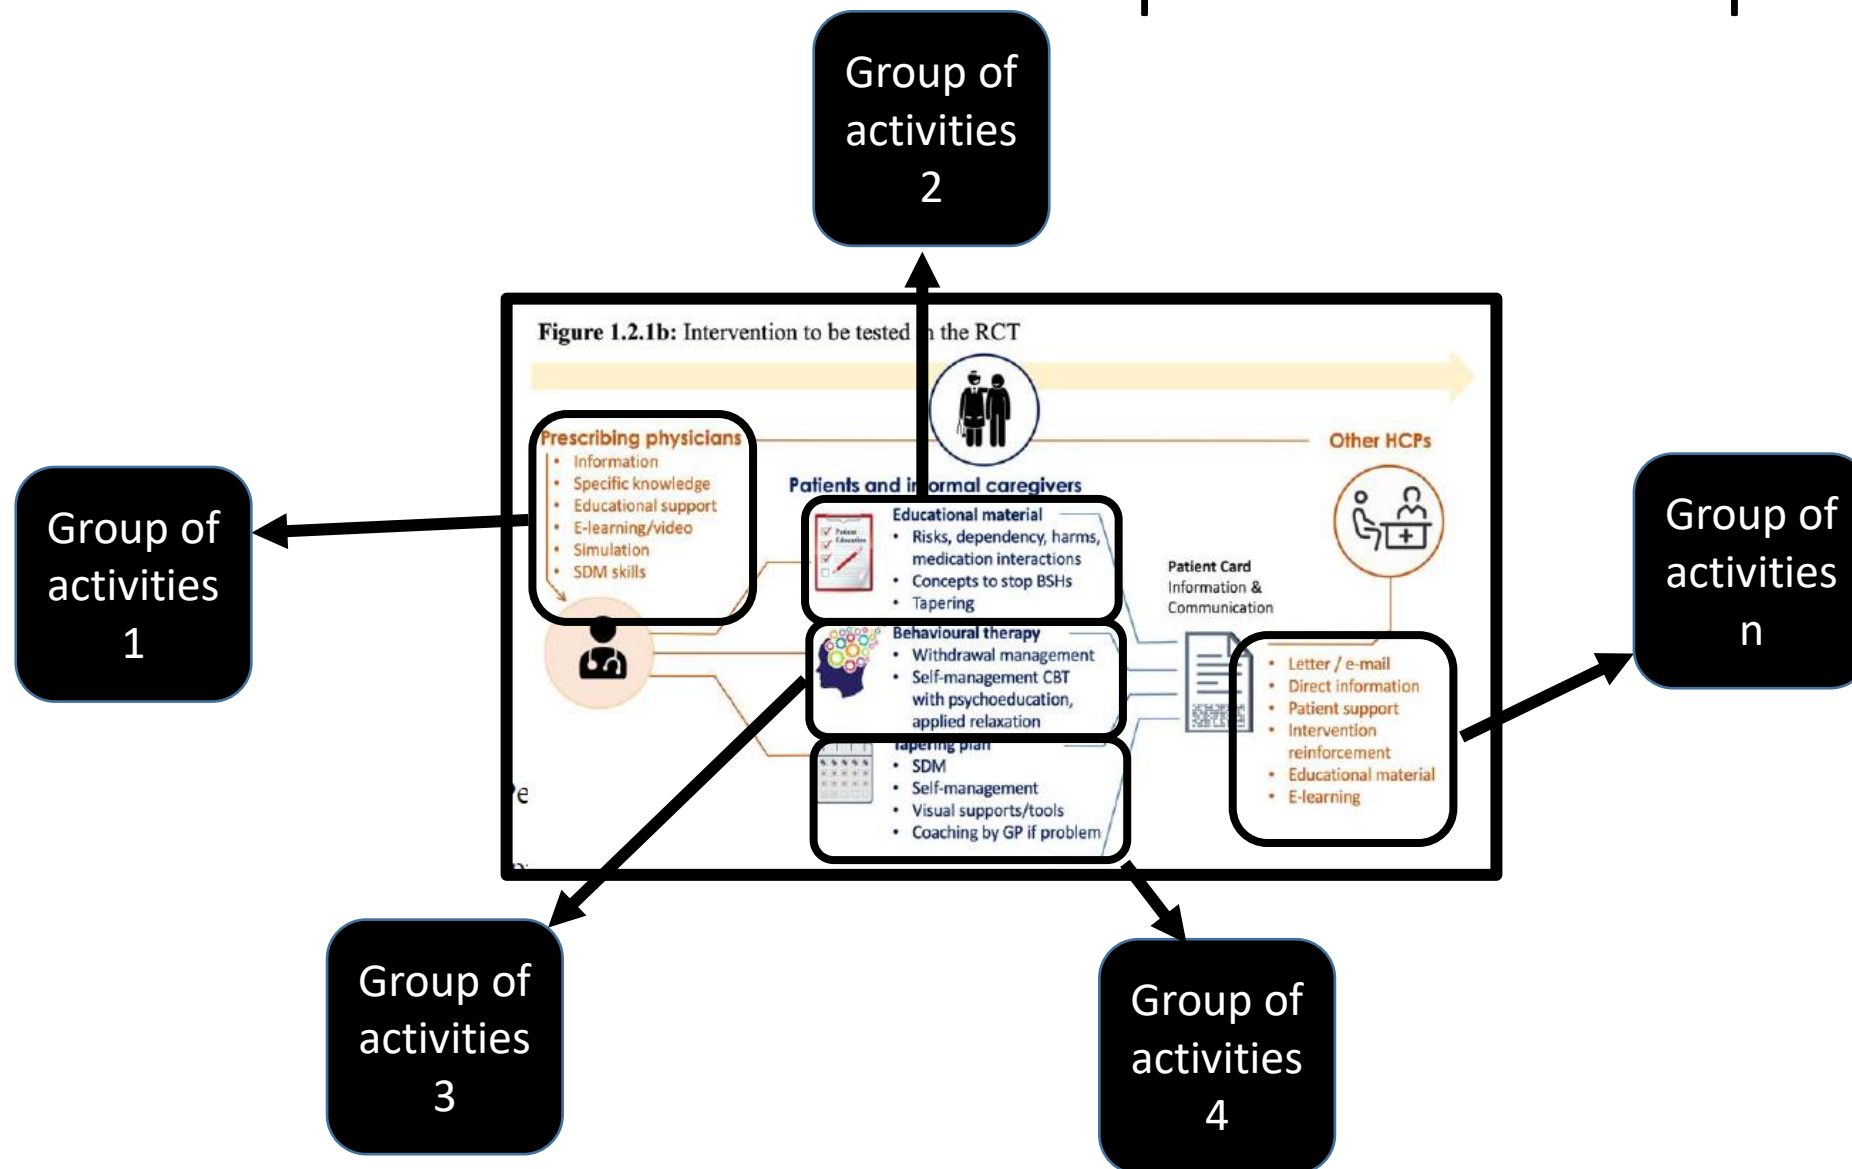 Group of
activities
2
Figure 1.2.1b: Intervention to be tested in the RCT
Prescribing physicians
• Information
• Specific knowledge
• Educational support
• E-learning/video
• Simulation
• SDM skills
Other HCPs
Patients and informal caregivers
Patient
Education
Educational material
• Risks, dependency, harms,
medication interactions
• Concepts to stop BSHs
• Tapering
Patient Card
Information &
Communication
Behavioural therapy
• Withdrawal management
• Self-management CBT
with psychoeducation,
applied relaxation
Tapering plan
• SDM
• Self-management
• Visual supports/tools
• Coaching by GP if problem
• Letter / e-mail
• Direct information
• Patient support
• Intervention
reinforcement
• Educational material
• E-learning
Group of
activities
1
Group of
activities
n
Group of
activities
3
Group of
activities
4